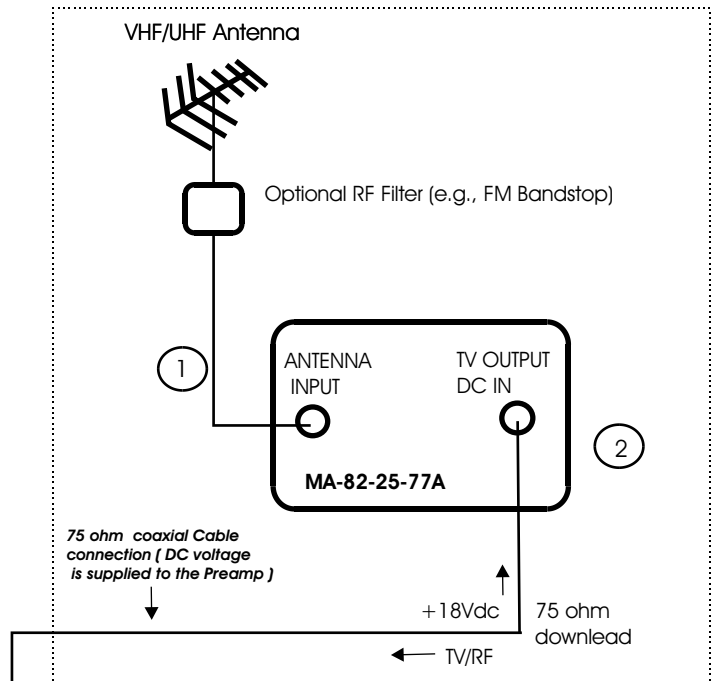 VHF/UHF Antenna
Optional RF Filter (e.g., FM Bandstop)
1
ANTENNA
INPUT
TV OUTPUT
DC IN
2
MA-82-25-77A
75 ohm coaxial Cable
connection ( DC voltage
is supplied to the Preamp )
+18Vdc
75 ohm
downlead
TV/RF